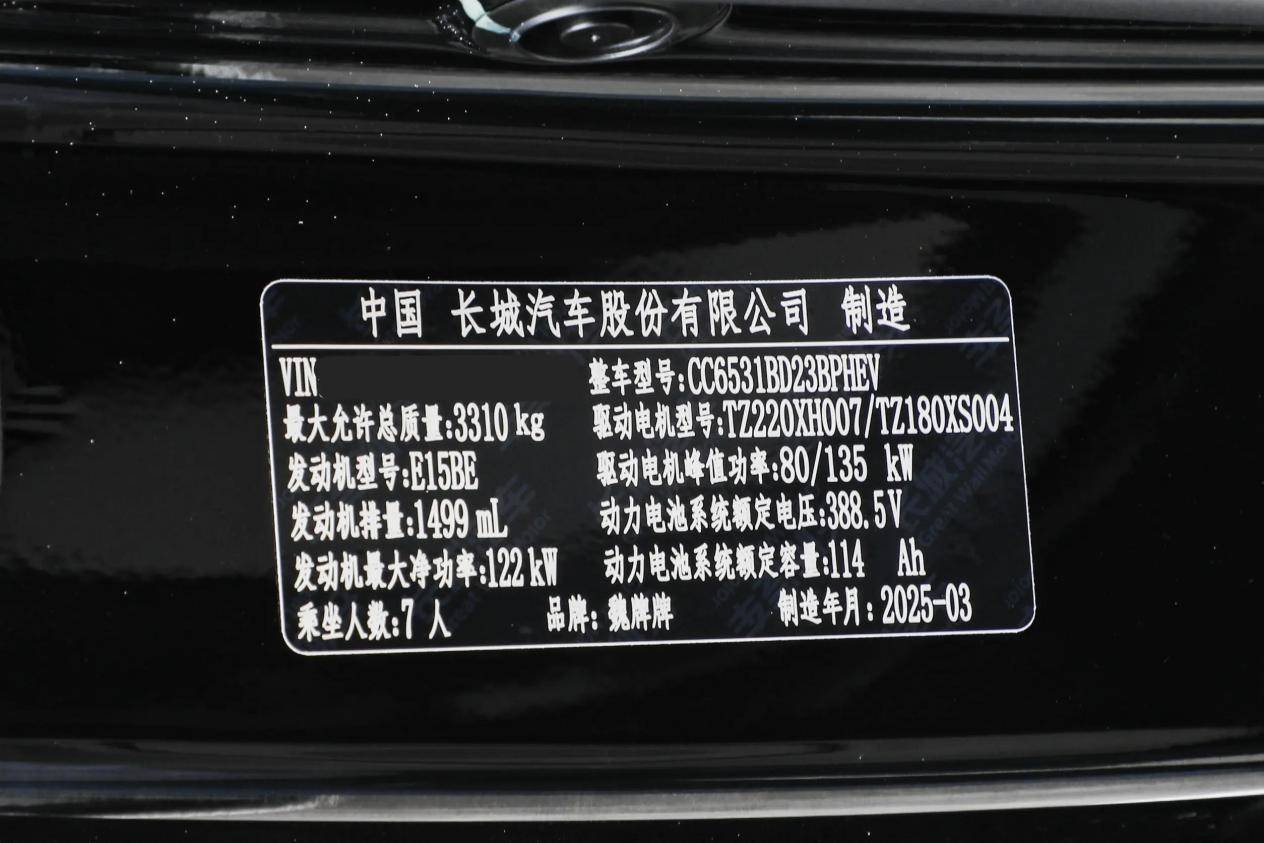 中国 长城汽车股份有限公司 制造
VIN 整车型号:CC6531BD23BPHEV
最大允许总质量:3310 kg 驱动电机型号:TZ220XH007/TZ180XS004
发动机型号:E15BE 驱动电机峰值功率:80/135 kW
发动机排量:1499 mL 动力电池系统额定电压:388.5V
发动机最大净功率:122 kW 动力电池系统额定容量:114 Ah
乘坐人数:7 人 品牌: 魏牌牌 制造年月: 2025-03